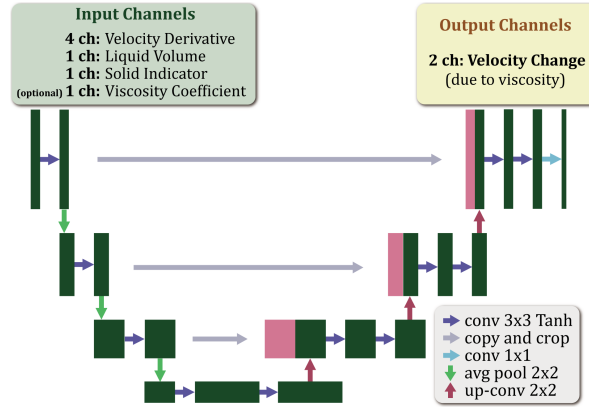 Input Channels
4 ch: Velocity Derivative
1 ch: Liquid Volume
1 ch: Solid Indicator
(optional) 1 ch: Viscosity Coefficient
Output Channels
2 ch: Velocity Change
(due to viscosity)
conv 3x3 Tanh
copy and crop
conv 1x1
avg pool 2x2
up-conv 2x2